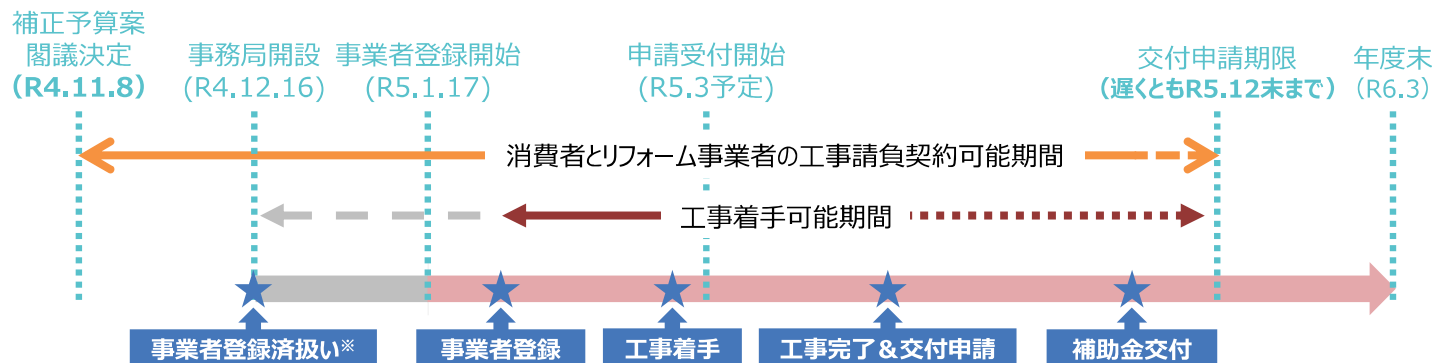 補正予算案
閣議決定
（R4.11.8）
事務局開設
(R4.12.16)
事業者登録開始
(R5.1.17)
申請受付開始
(R5.3予定)
交付申請期限
（遅くともR5.12末まで）
年度末
（R6.3）
消費者とリフォーム事業者の工事請負契約可能期間
工事着手可能期間
事業者登録済扱い※
事業者登録
工事着手
工事完了＆交付申請
補助金交付